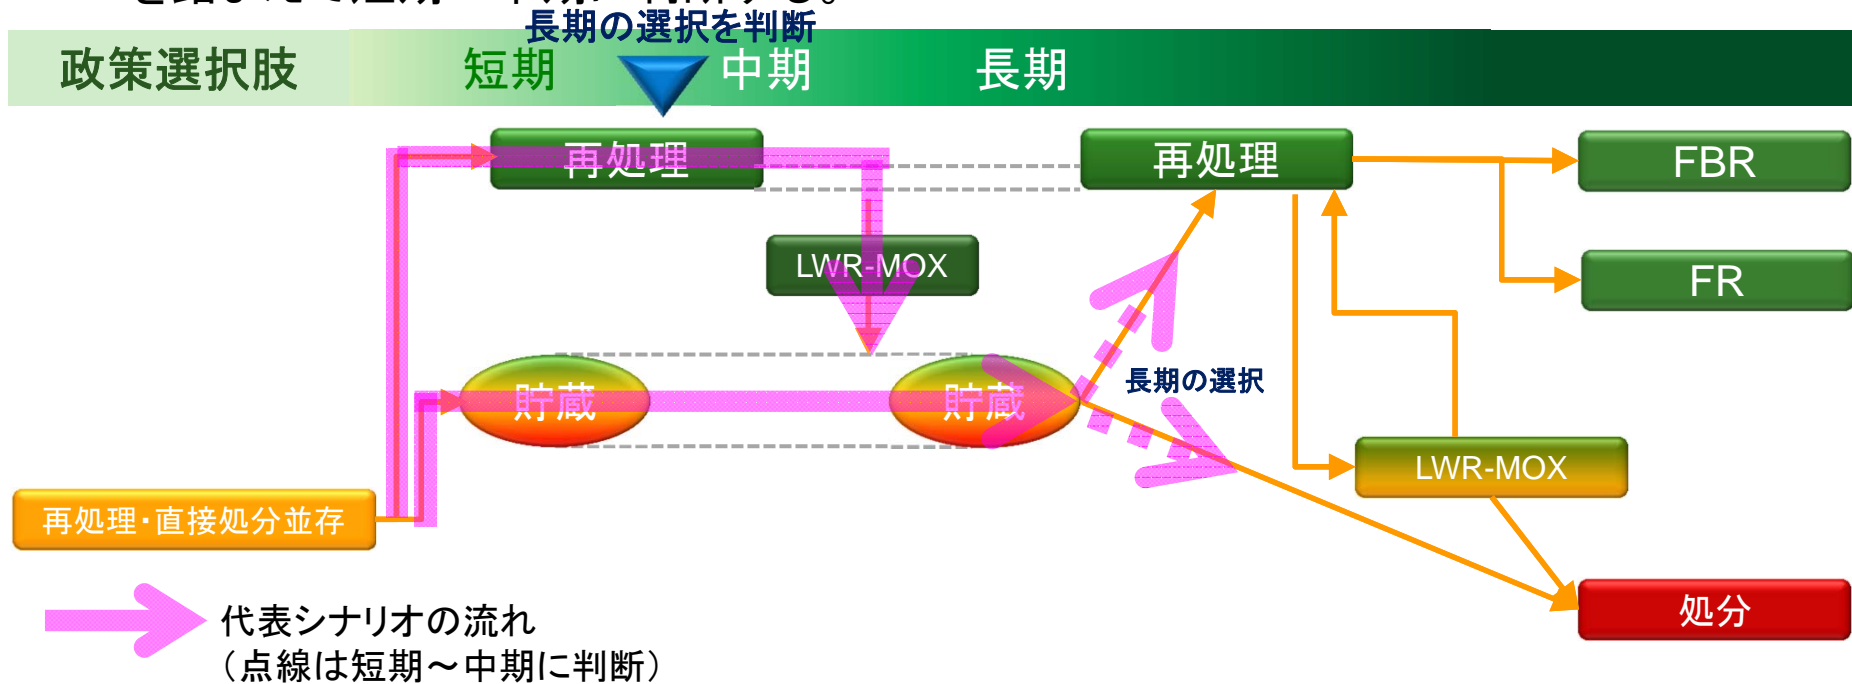 長期の選択を判断
政策選択肢 短期 中期 長期
再処理 再処理 FBR
LWR-MOX FR
貯蔵 貯蔵 長期の選択
LWR-MOX
再処理・直接処分並存
処分
代表シナリオの流れ
（点線は短期～中期に判断）